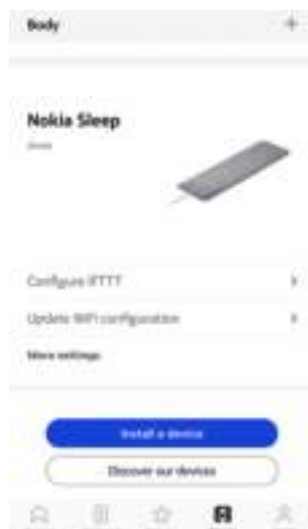 Body
Nokia Sleep
Configure IFTTT
Update WiFi configuration
More settings
Install a device
Discover our devices